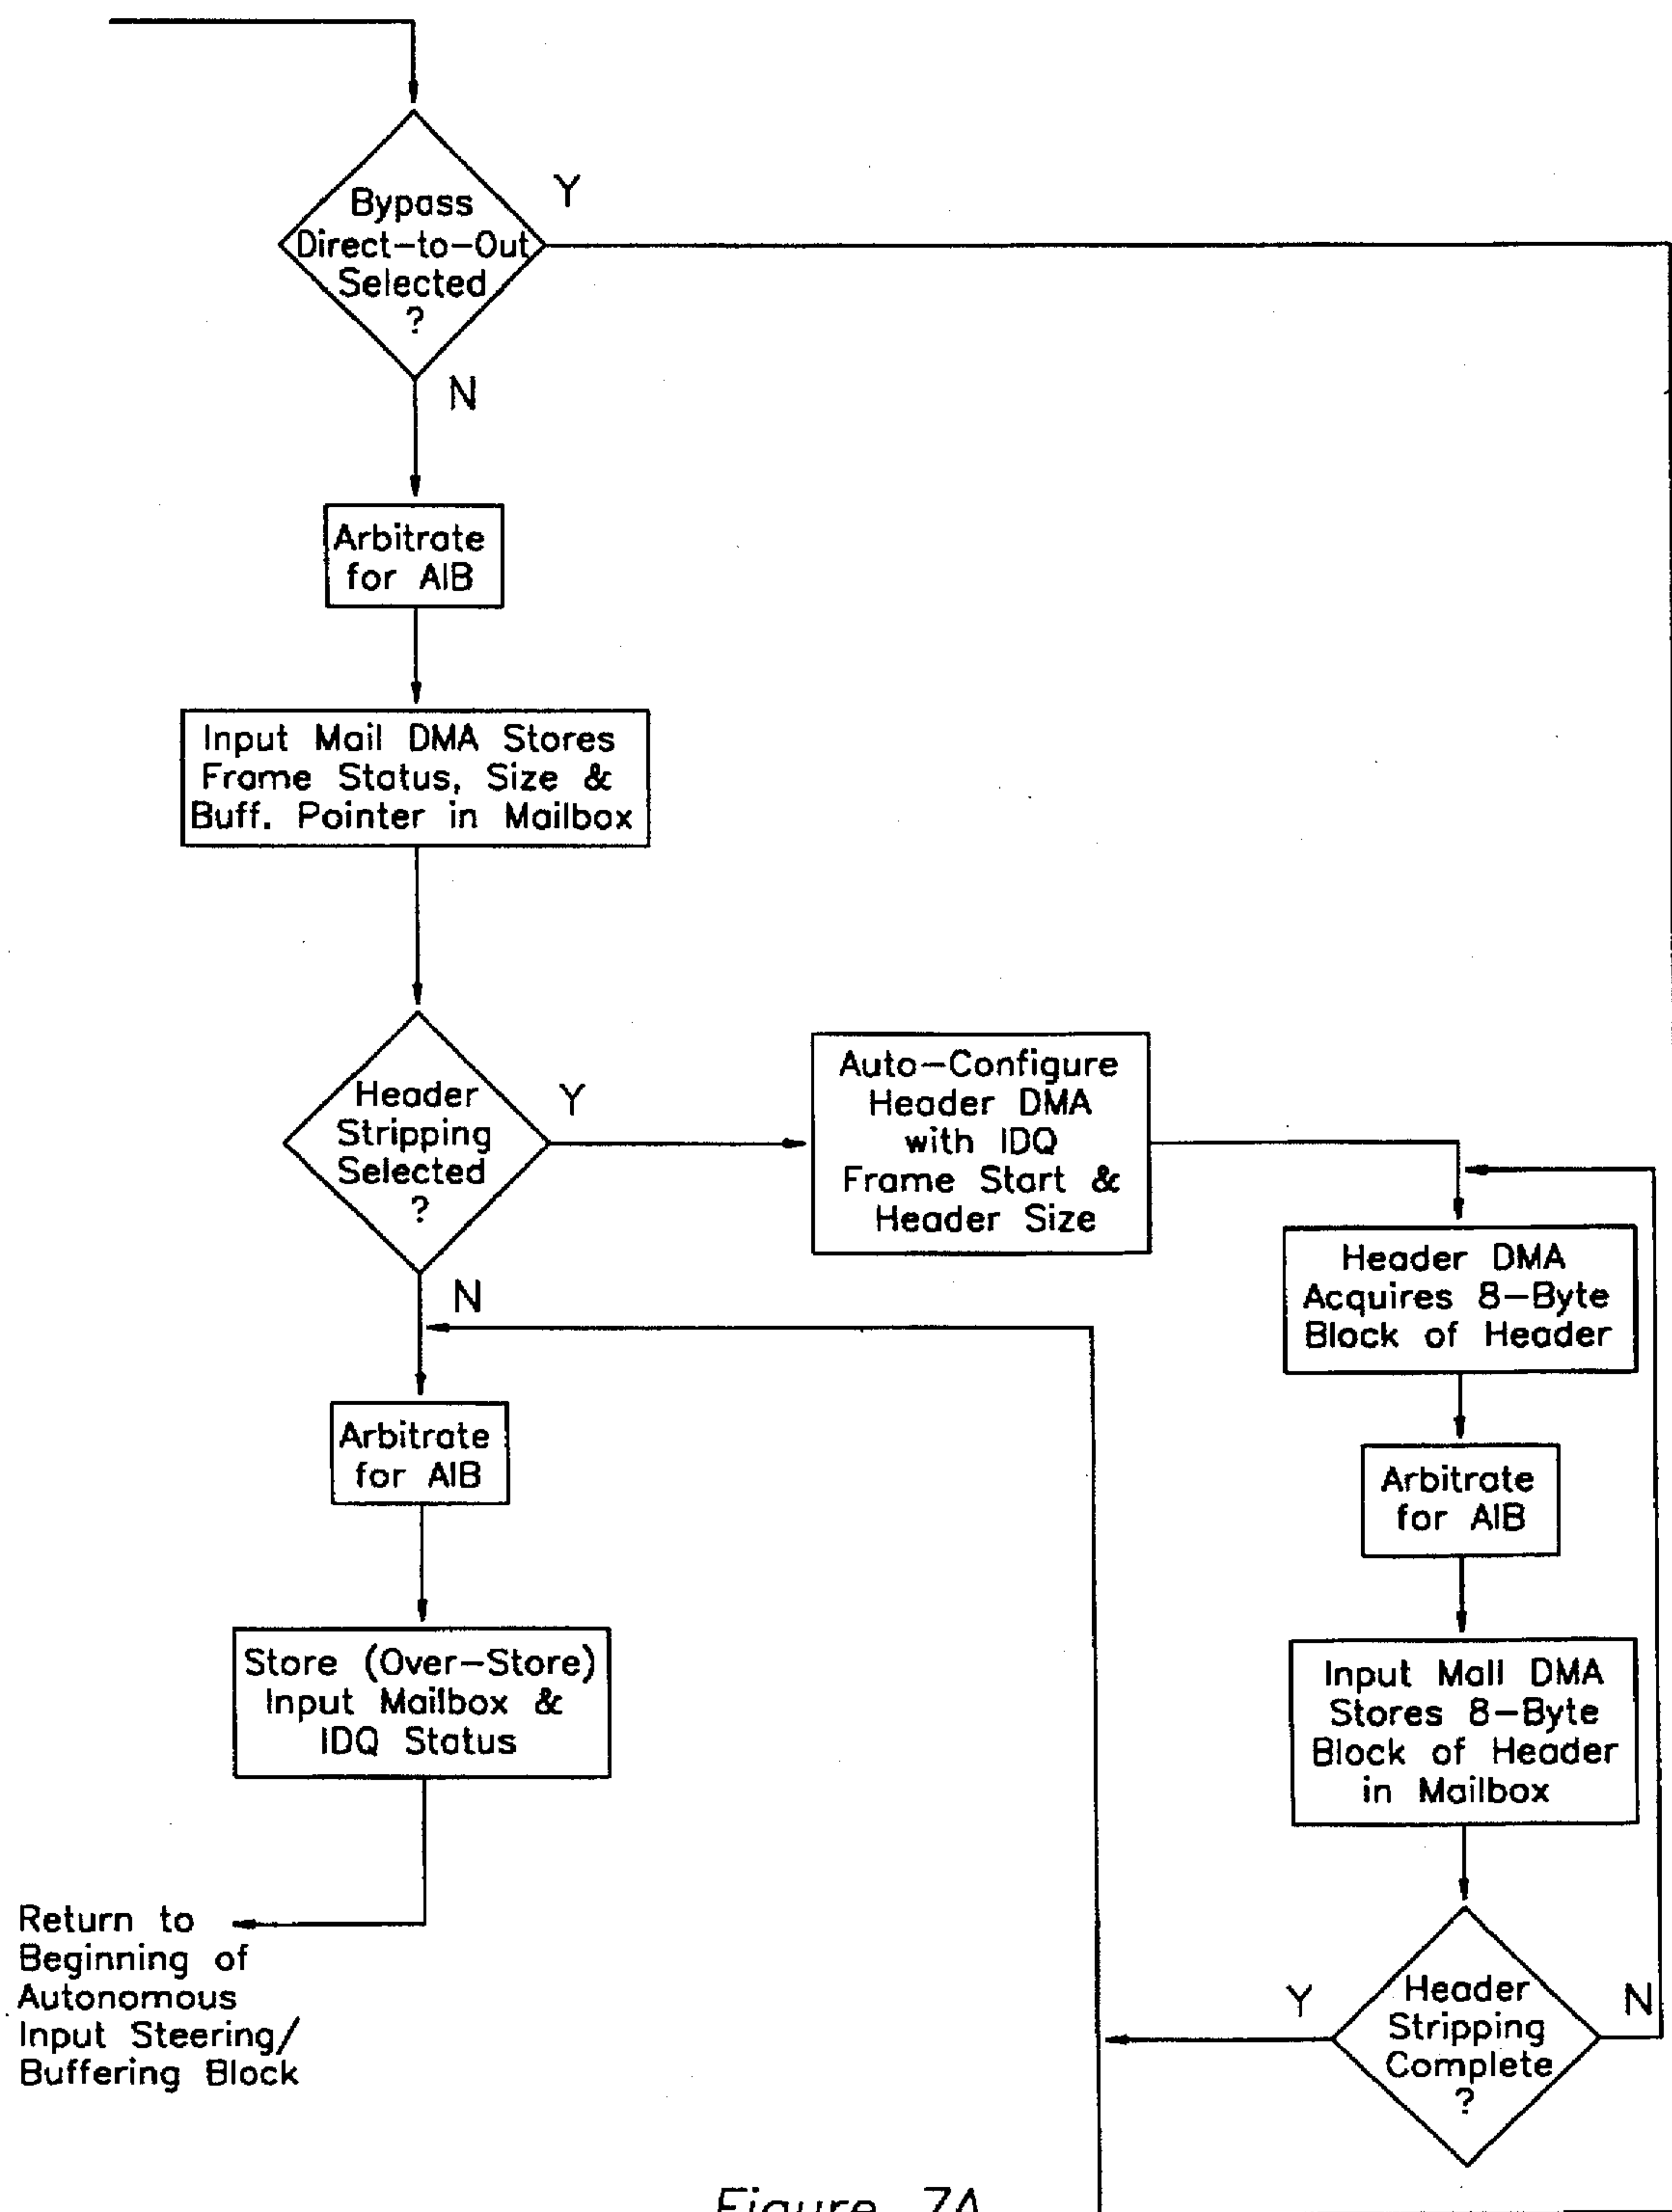 Bypass
Direct-to-Out
Selected
?
Y
N
Arbitrate
for AIB
Input Mail DMA Stores
Frame Status, Size &
Buff. Pointer in Mailbox
Header
Stripping
Selected
?
Y
N
Auto-Configure
Header DMA
with IDQ
Frame Start &
Header Size
Header DMA
Acquires 8-Byte
Block of Header
Arbitrate
for AIB
Input Mail DMA
Stores 8-Byte
Block of Header
in Mailbox
Header
Stripping
Complete
?
Y
N
Arbitrate
for AIB
Store (Over-Store)
Input Mailbox &
IDQ Status
Return to
Beginning of
Autonomous
Input Steering/
Buffering Block
Figure 7A